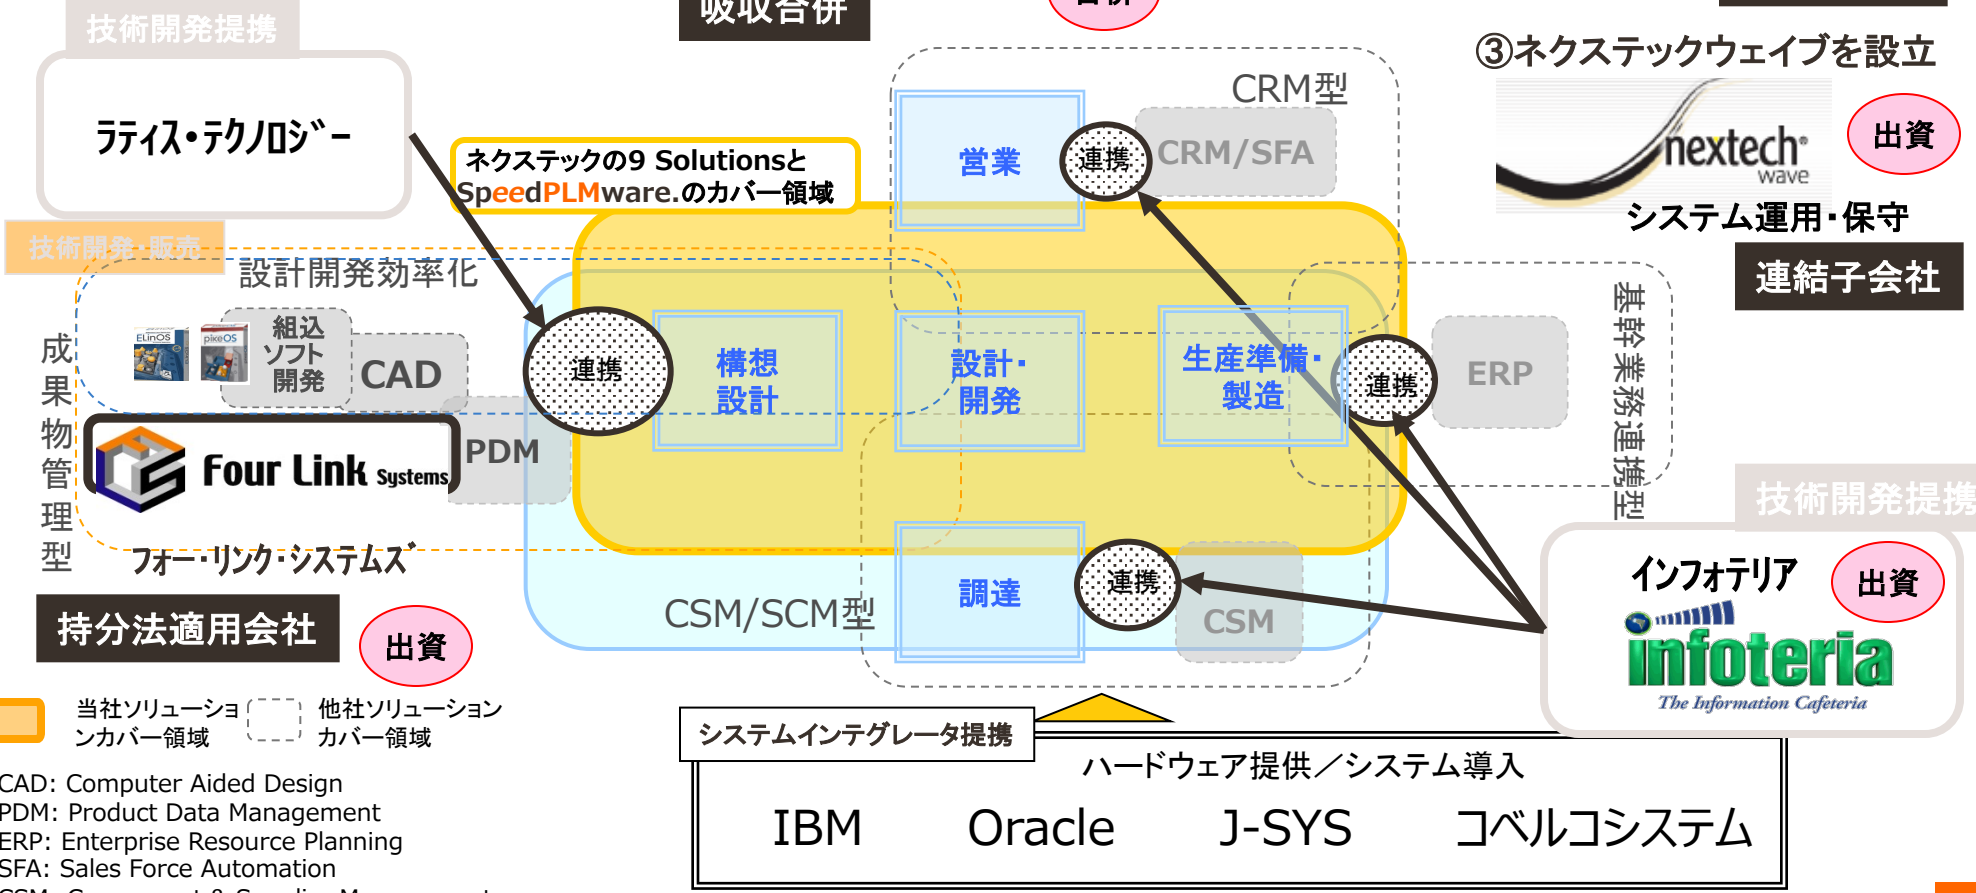 吸収合併
合併
技術開発提携
ラティス・テクノロジー
③ネクステックウェイブを設立
nextech
wave
出資
システム運用・保守
連結子会社
CRM型
営業
連携
CRM/SFA
ネクステックの9 Solutionsと
SpeedPLMware.のカバー領域
技術開発・販売
設計開発効率化
成果物管理型
ELinOS
pikeOS
組込
ソフト
開発
CAD
PDM
連携
構想
設計
設計・
開発
生産準備・
製造
連携
ERP
基幹業務連携型
Four Link Systems
フォー・リンク・システムズ
持分法適用会社
出資
CSM/SCM型
調達
連携
CSM
技術開発提携
インフォテリア
出資
infoteria
The Information Cafeteria
当社ソリューショ
ンカバー領域
他社ソリューション
カバー領域
システムインテグレータ提携
ハードウェア提供／システム導入
IBM Oracle J-SYS コベルコシステム
CAD: Computer Aided Design
PDM: Product Data Management
ERP: Enterprise Resource Planning
SFA: Sales Force Automation